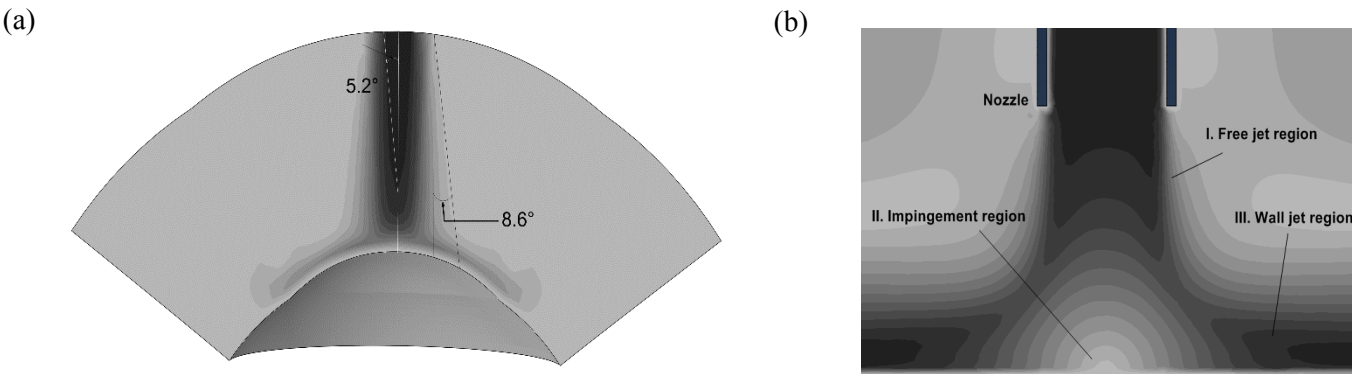 (a)
5.2°
8.6°
(b)
Nozzle
I. Free jet region
II. Impingement region
III. Wall jet region